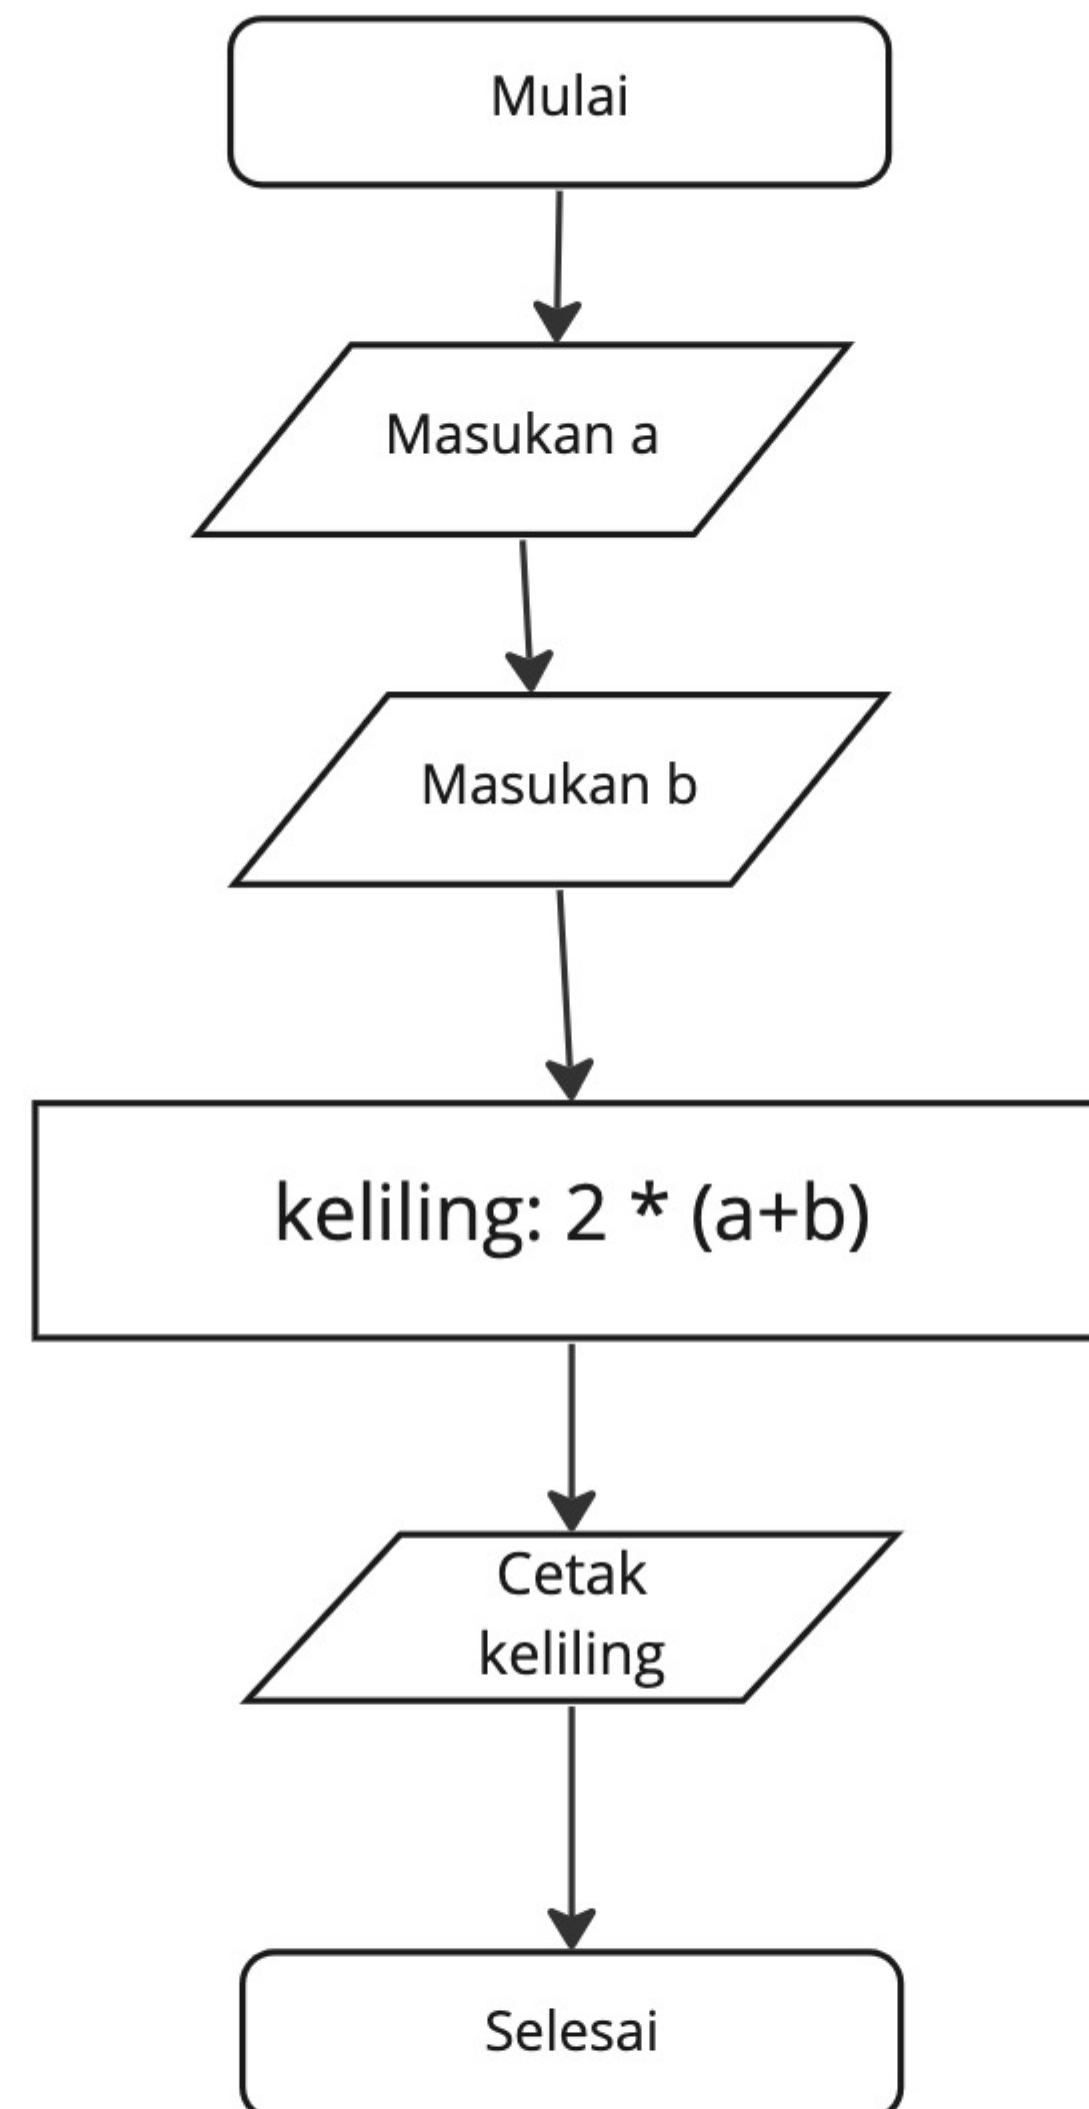 Mulai
Masukan a
Masukan b
keliling: 2 * (a+b)
Cetak
keliling
Selesai